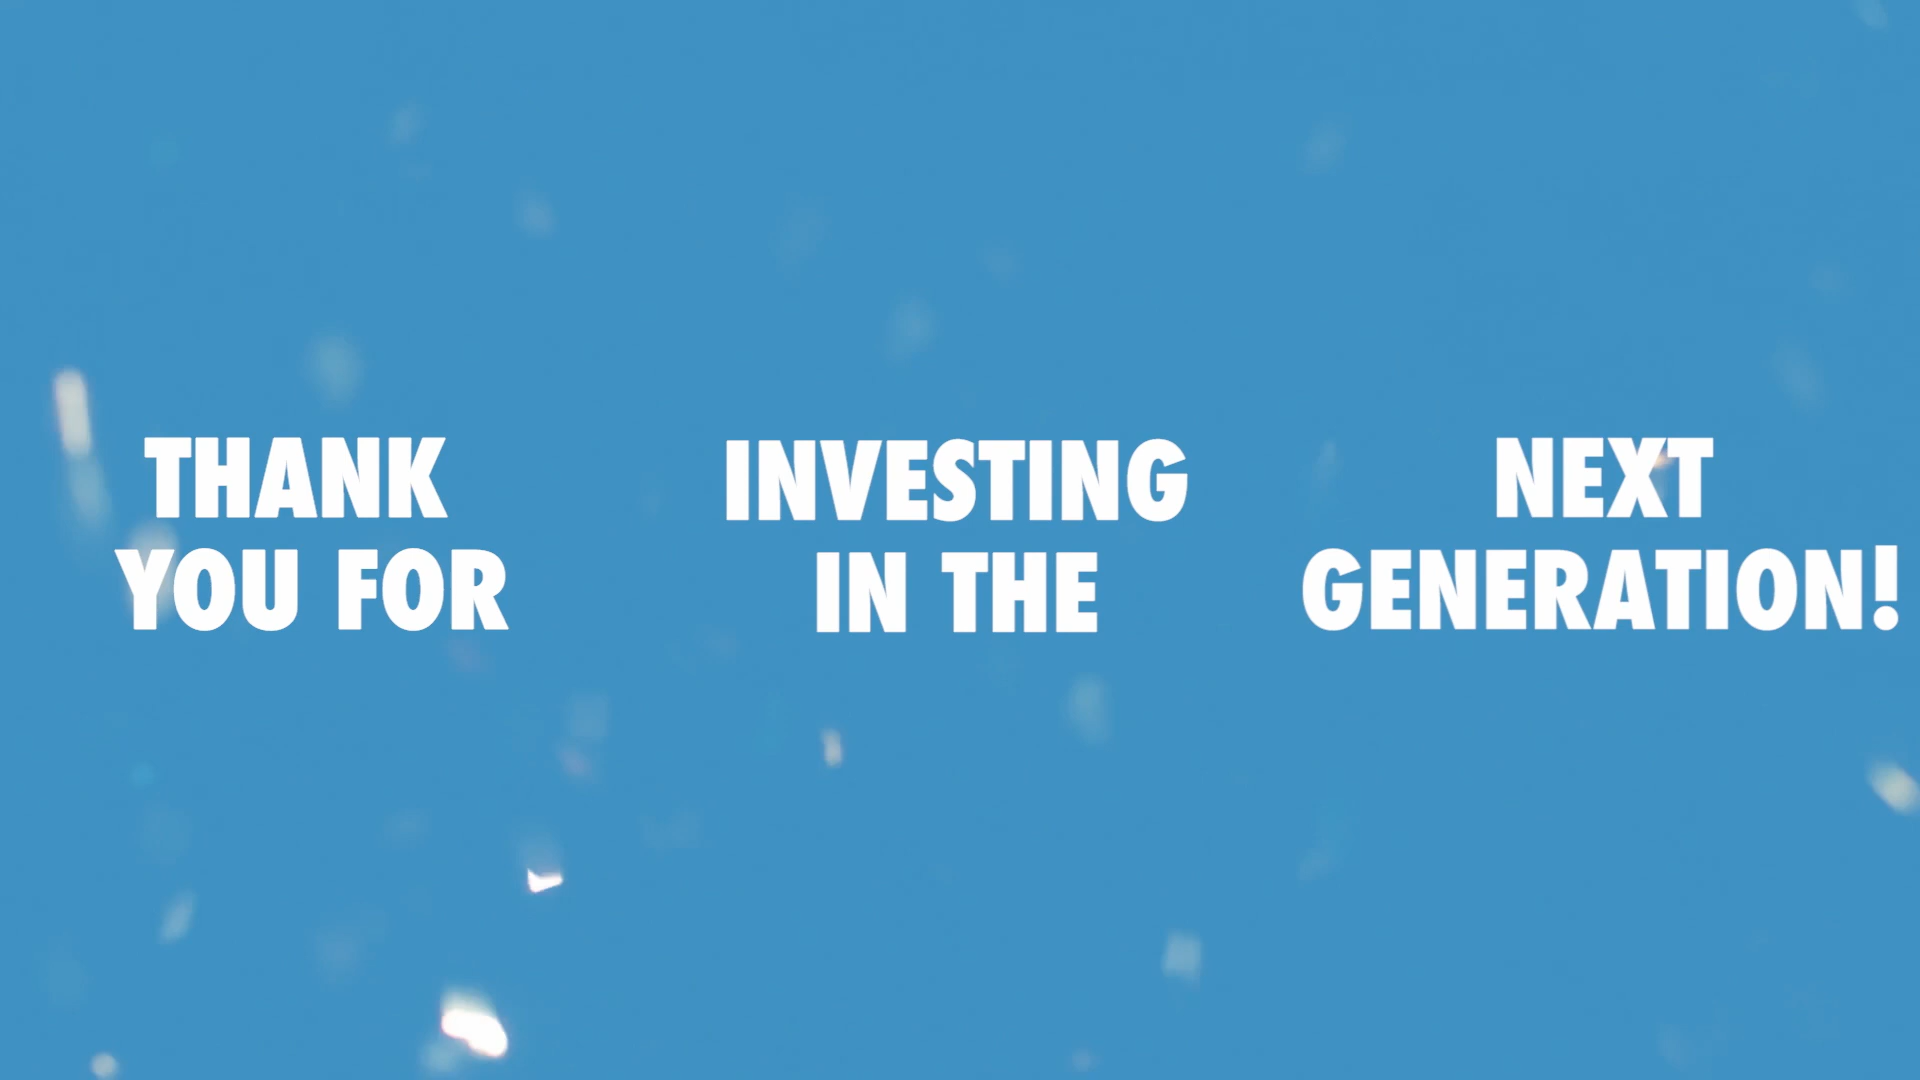 THANK
YOU FOR
INVESTING
IN THE
NEXT
GENERATION!